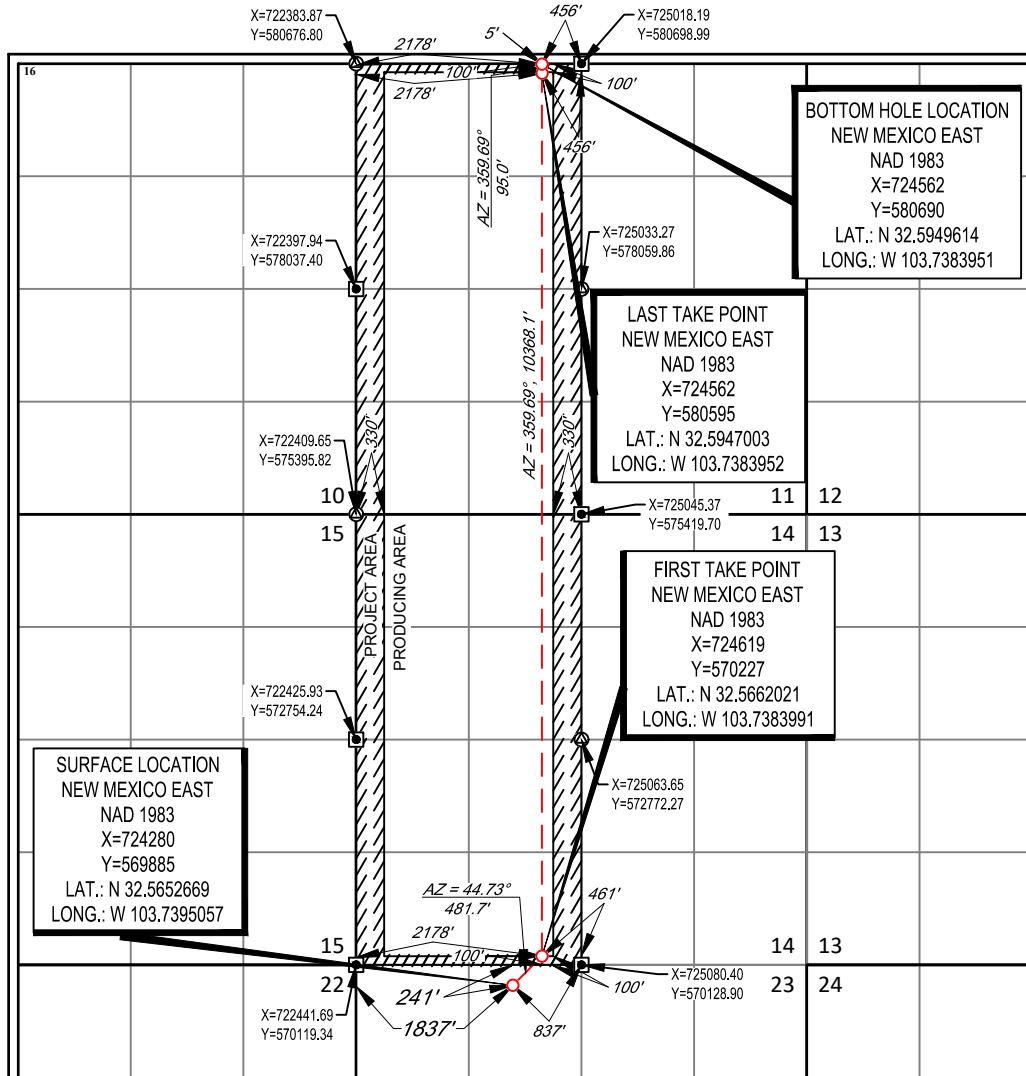 X=722383.87
Y=580676.80
456'
X=725018.19
Y=580698.99
5'
2178'
16
100'
2178'
100'
AZ = 359.69°
95.0'
456'
BOTTOM HOLE LOCATION
NEW MEXICO EAST
NAD 1983
X=724562
Y=580690
LAT.: N 32.5949614
LONG.: W 103.7383951
X=722397.94
Y=578037.40
X=725033.27
Y=578059.86
LAST TAKE POINT
NEW MEXICO EAST
NAD 1983
X=724562
Y=580595
LAT.: N 32.5947003
LONG.: W 103.7383952
AZ = 359.69°, 10368.1'
X=722409.65
Y=575395.82
330'
330'
10
11
12
15
14
13
X=725045.37
Y=575419.70
PROJECT AREA
PRODUCING AREA
FIRST TAKE POINT
NEW MEXICO EAST
NAD 1983
X=724619
Y=570227
LAT.: N 32.5662021
LONG.: W 103.7383991
X=722425.93
Y=572754.24
X=725063.65
Y=572772.27
SURFACE LOCATION
NEW MEXICO EAST
NAD 1983
X=724280
Y=569885
LAT.: N 32.5652669
LONG.: W 103.7395057
AZ = 44.73°
481.7'
461'
2178'
100'
15
14
13
22
23
24
X=725080.40
Y=570128.90
100'
241'
1837'
837'
X=722441.69
Y=570119.34